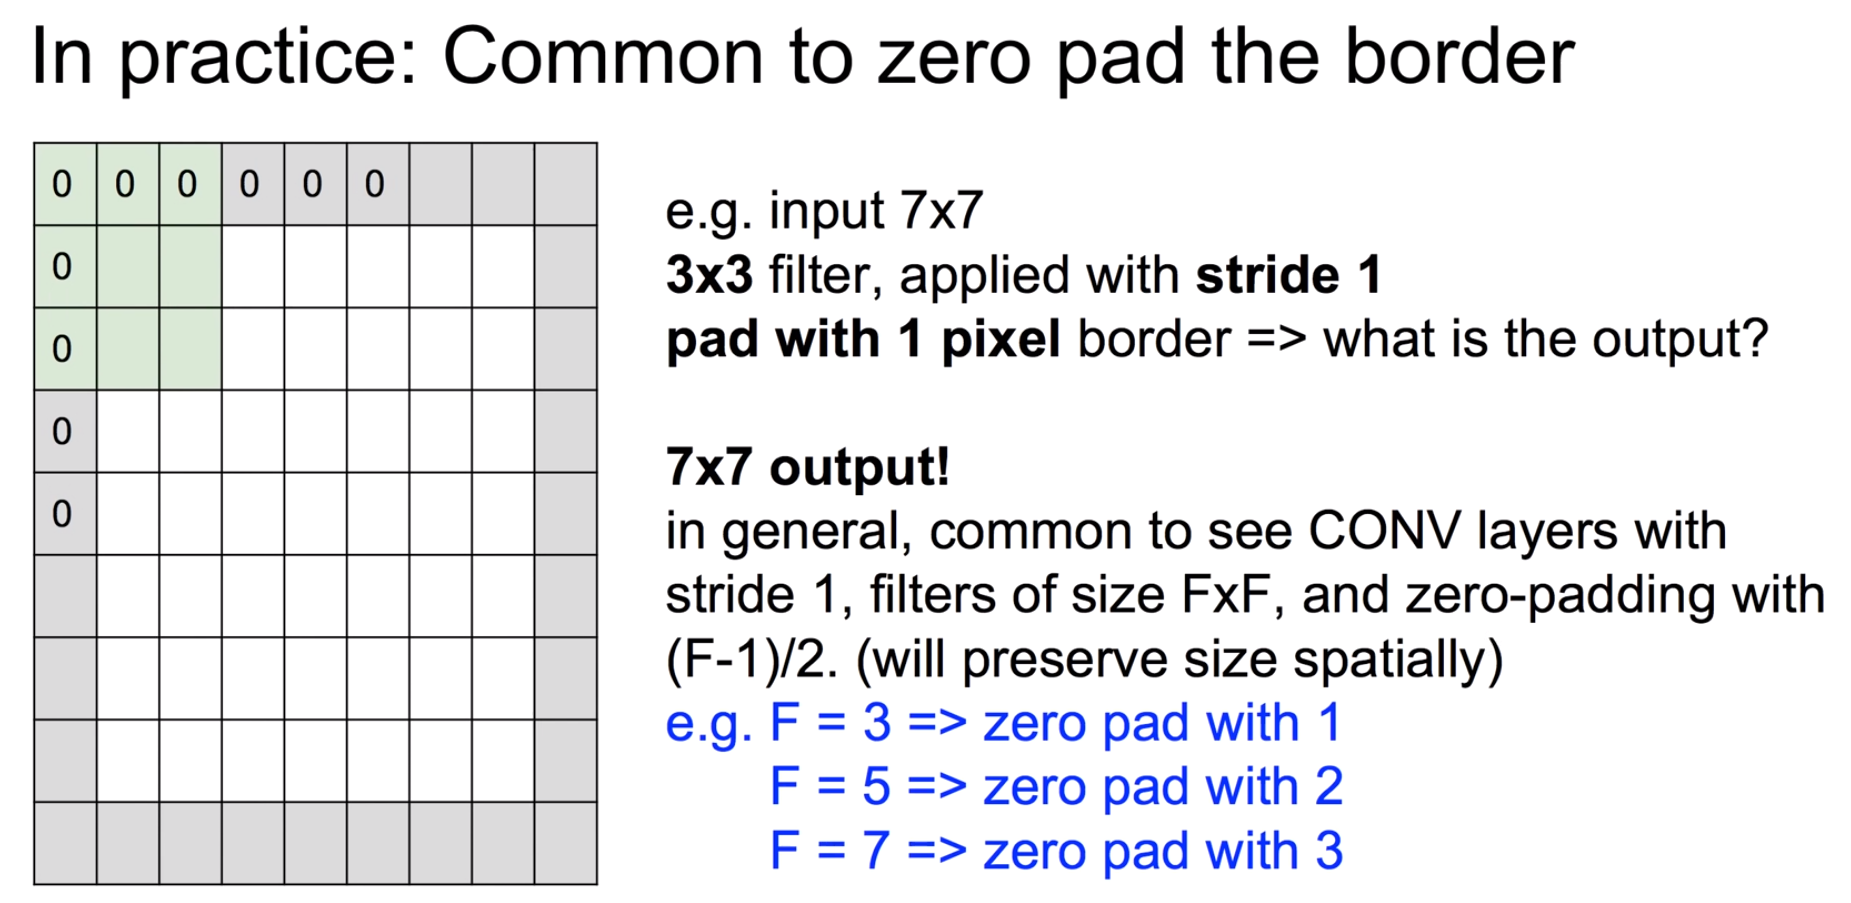 In practice: Common to zero pad the border
0 0 0 0 0 0
0
0
0
0
e.g. input 7x7
3x3 filter, applied with stride 1
pad with 1 pixel border => what is the output?
7x7 output!
in general, common to see CONV layers with
stride 1, filters of size FxF, and zero-padding with
(F-1)/2. (will preserve size spatially)
e.g. F = 3 => zero pad with 1
F = 5 => zero pad with 2
F = 7 => zero pad with 3